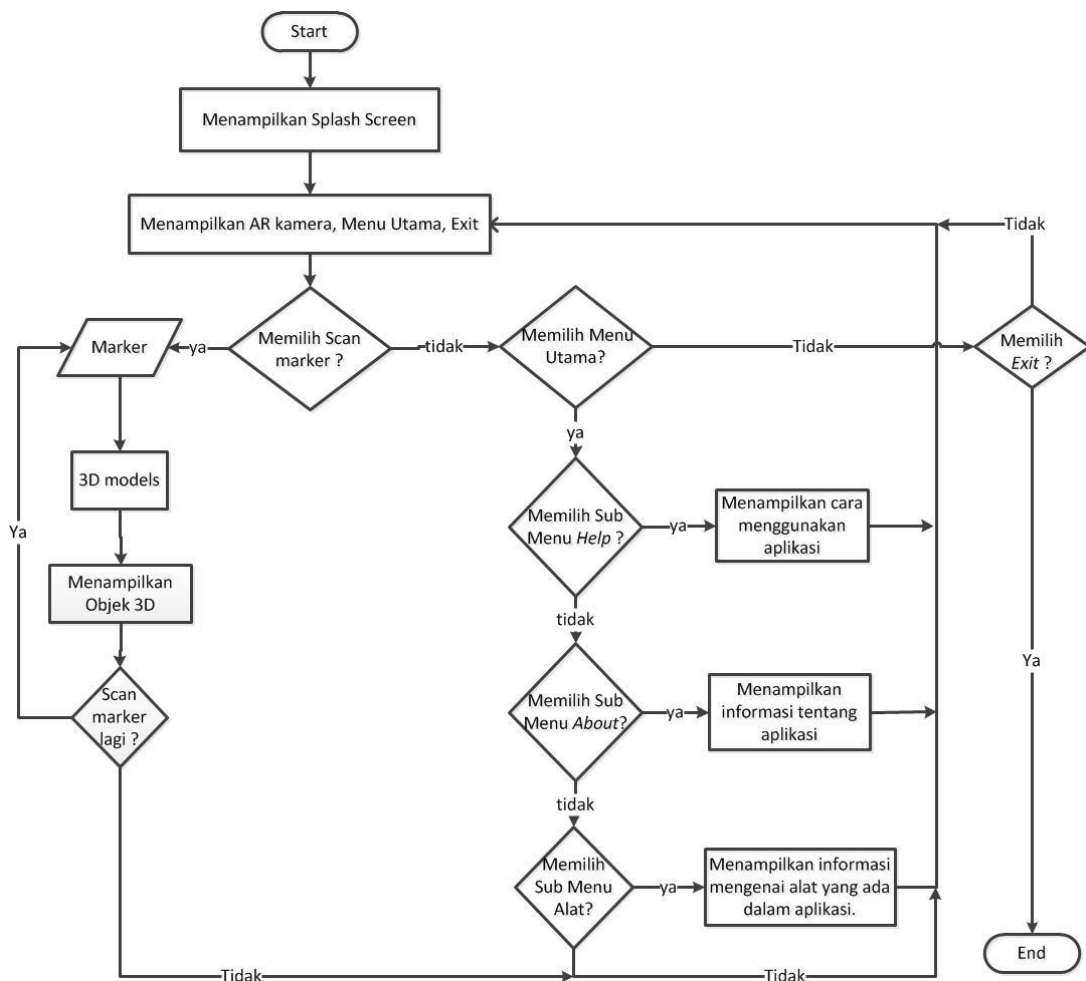 Start
Menampilkan Splash Screen
Menampilkan AR kamera, Menu Utama, Exit
Tidak
Marker
ya
Memilih Scan
marker ?
tidak
Memilih Menu
Utama?
Tidak
Memilih
Exit ?
ya
3D models
Ya
Memilih Sub
Menu Help ?
ya
Menampilkan cara
menggunakan
aplikasi
Menampilkan
Objek 3D
tidak
Scan
marker
lagi ?
Memilih Sub
Menu About?
ya
Menampilkan
informasi tentang
aplikasi
Ya
tidak
Memilih
Sub Menu
Alat?
ya
Menampilkan informasi
mengenai alat yang ada
dalam aplikasi.
Tidak
Tidak
End